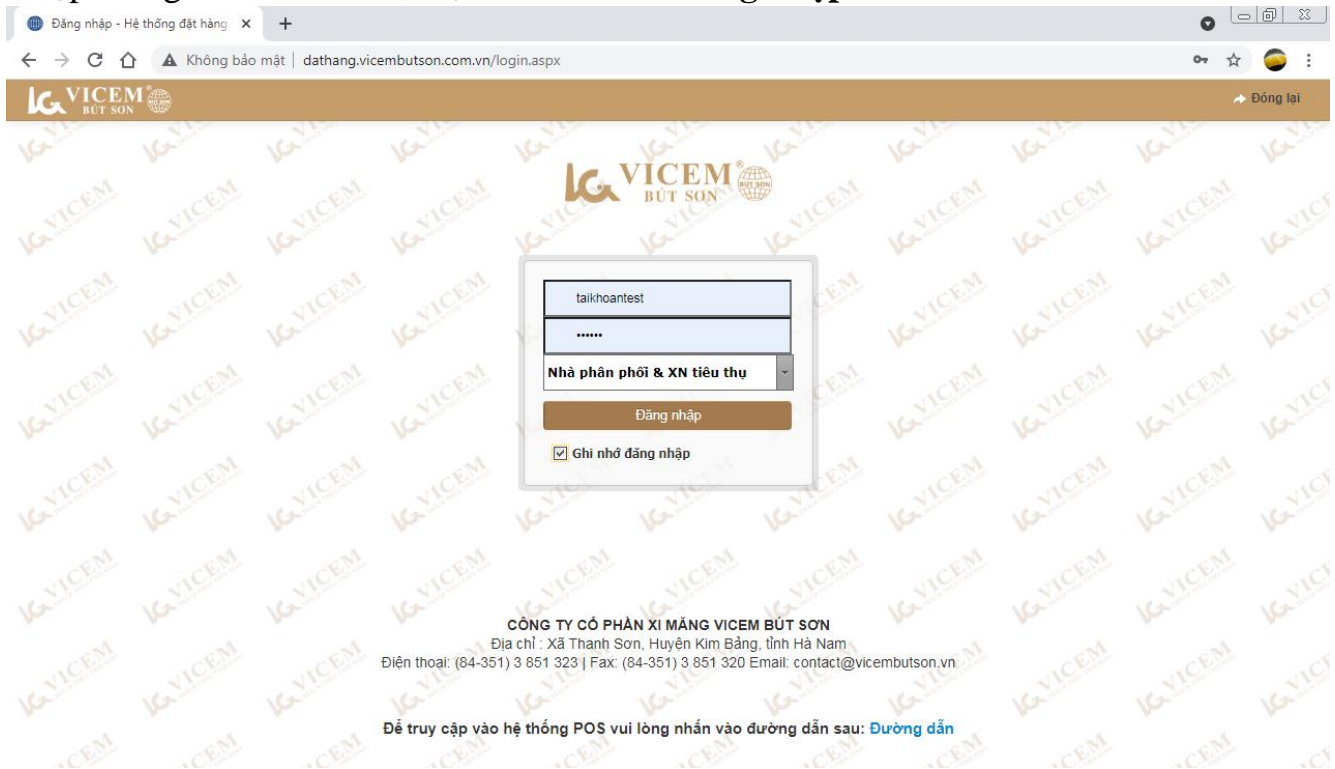 Đăng nhập - Hệ thống đặt hàng
Không bảo mật | dathang.vicembutson.com.vn/login.aspx
VICEM
BÚT SƠN
Đóng lại
VICEM
BÚT SƠN
taikhoantest
••••••
Nhà phân phối & XN tiêu thụ
Đăng nhập
Ghi nhớ đăng nhập
CÔNG TY CỔ PHẦN XI MĂNG VICEM BÚT SƠN
Địa chỉ : Xã Thanh Sơn, Huyện Kim Bảng, tỉnh Hà Nam
Điện thoại: (84-351) 3 851 323 | Fax: (84-351) 3 851 320 Email: contact@vicembutson.vn
Để truy cập vào hệ thống POS vui lòng nhấn vào đường dẫn sau: Đường dẫn